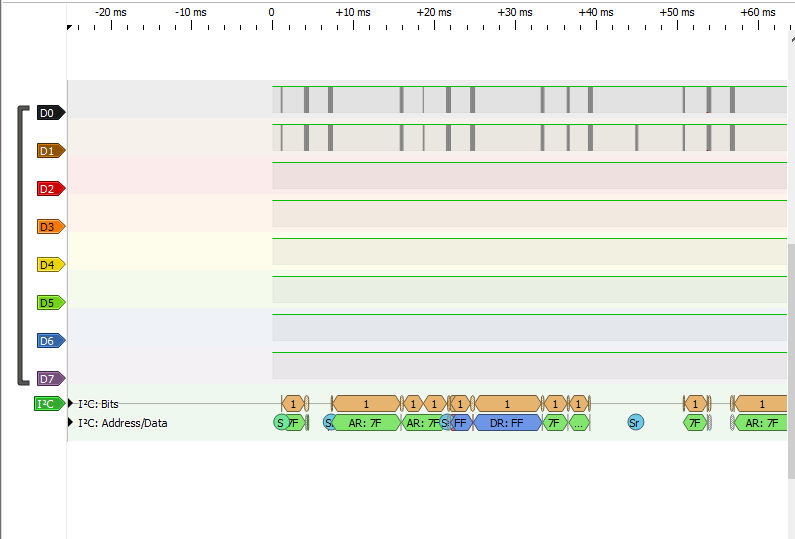 -20 ms -10 ms 0 +10 ms +20 ms +30 ms +40 ms +50 ms +60 ms
D0
D1
D2
D3
D4
D5
D6
D7
I²C I²C: Bits 1 1 1 1 1 1 1 1 1 1
I²C: Address/Data S 7F S AR: 7F AR: 7F S FF DR: FF 7F ... Sr 7F AR: 7F